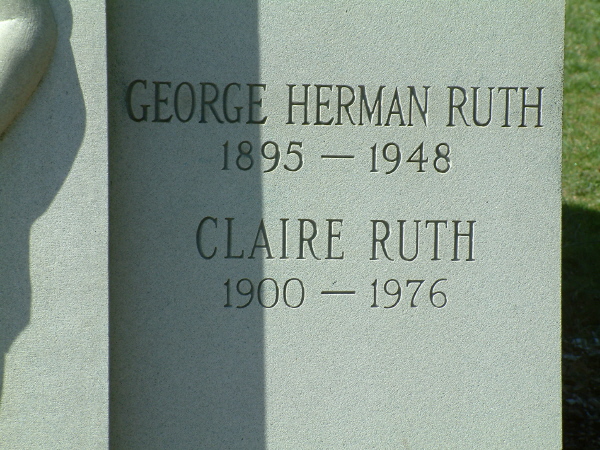 GEORGE HERMAN RUTH
1895 — 1948
CLAIRE RUTH
1900 — 1976